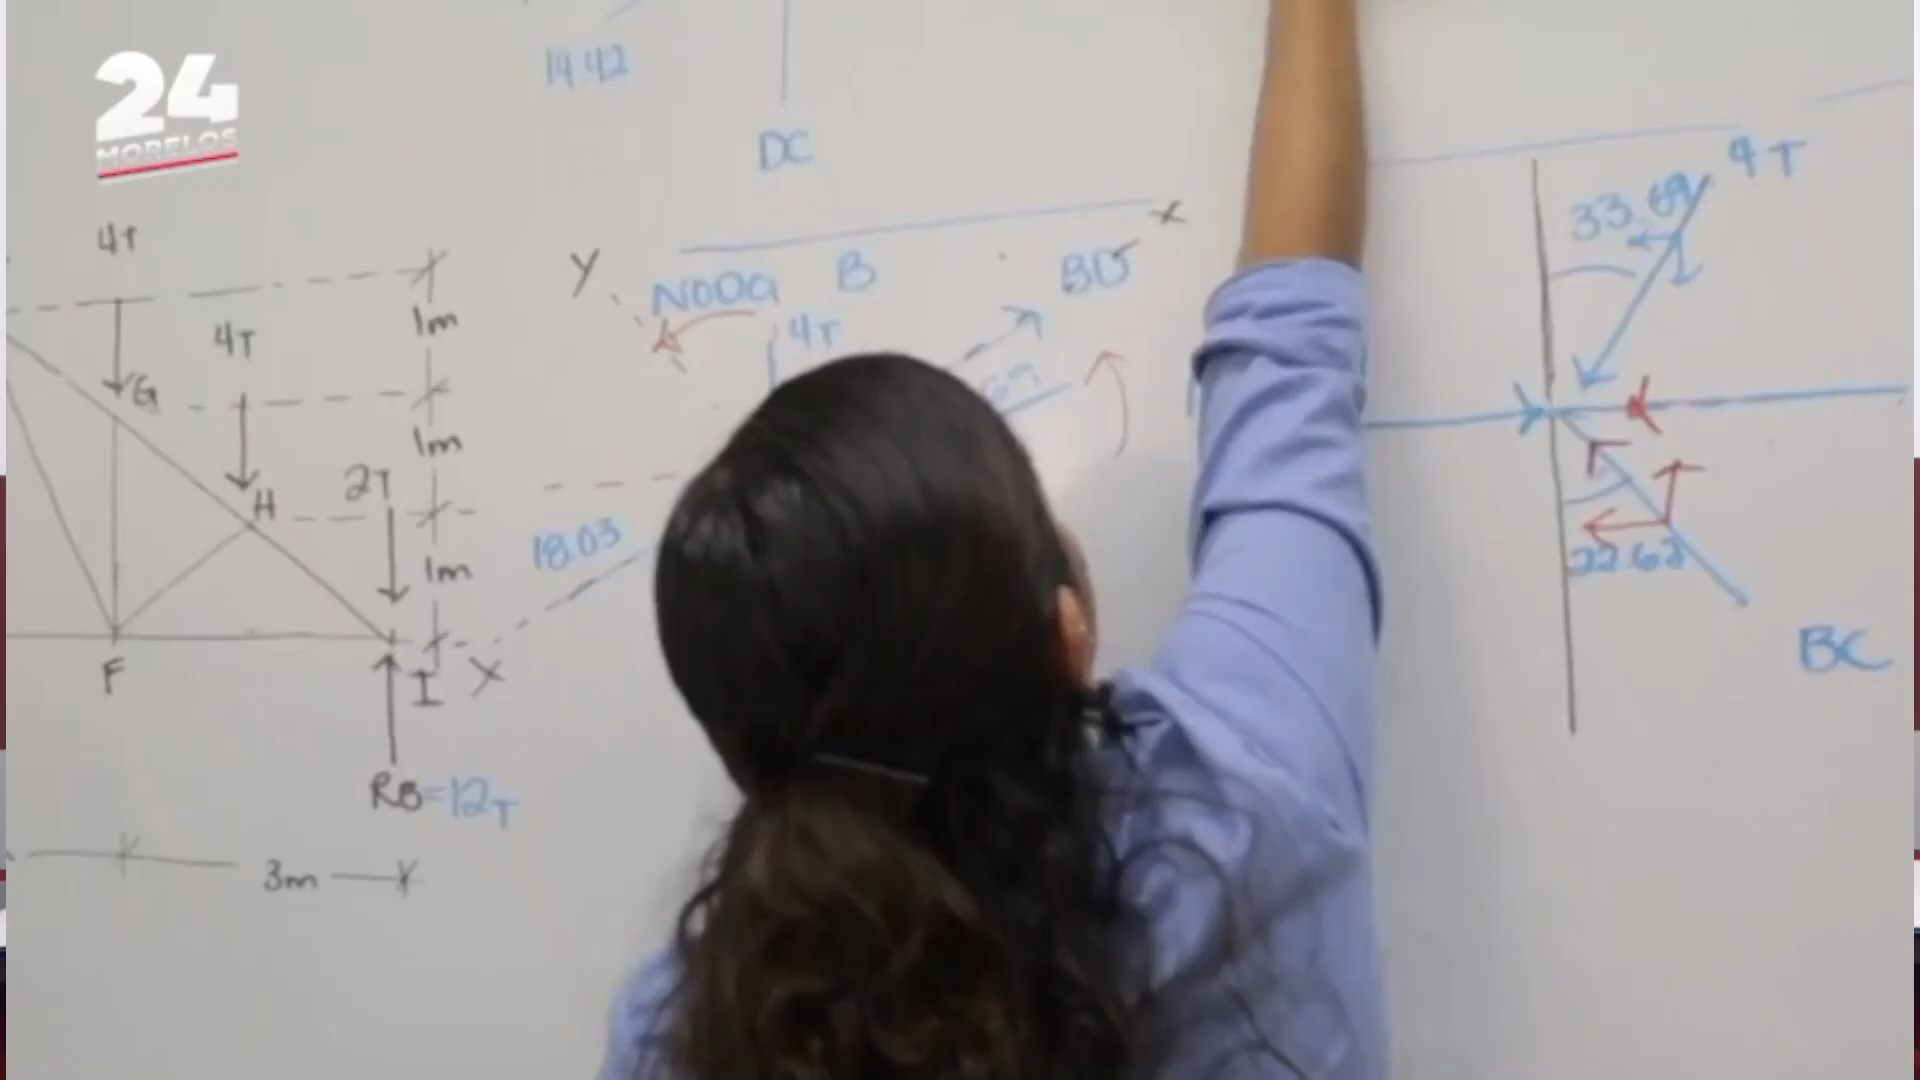 24
MORELOS
14.42
DC
4T
4T
G
H
2T
1m
1m
1m
F
I
X
RB=12T
3m
Y
X
NODO B
BD
4T
18.03
4T
33.69
22.62
BC